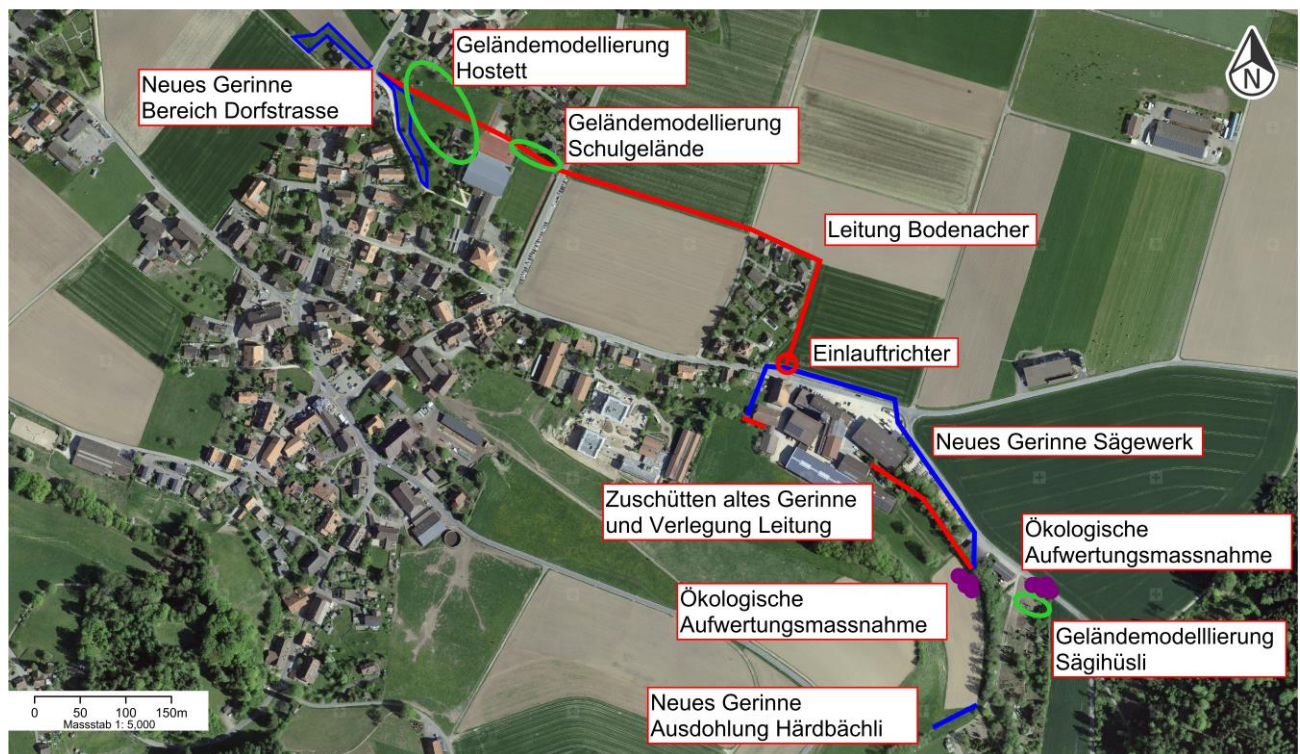 Geländemodellierung
Hostett
N
Neues Gerinne
Bereich Dorfstrasse
Geländemodellierung
Schulgelände
Leitung Bodenacher
Einlauftrichter
Neues Gerinne Sägewerk
Zuschütten altes Gerinne
und Verlegung Leitung
Ökologische
Aufwertungsmassnahme
Ökologische
Aufwertungsmassnahme
Geländemodelllierung
Sägihüsli
Neues Gerinne
Ausdohlung Härdbächli
0 50 100 150m
Massstab 1: 5,000